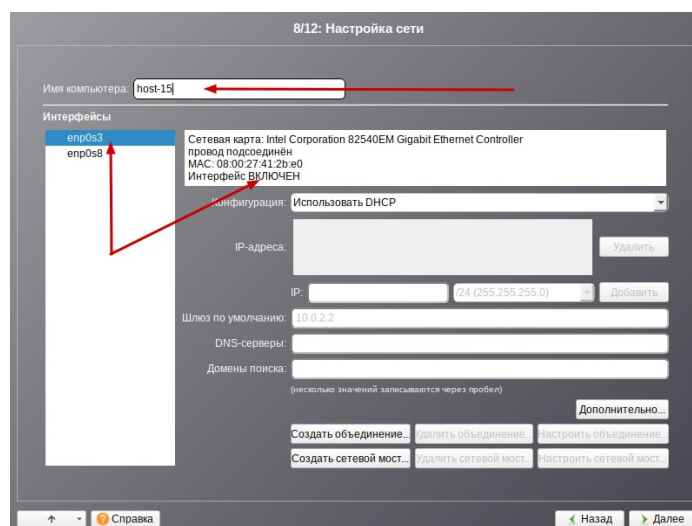 8/12: Настройка сети
Имя компьютера: host-15
Интерфейсы
enp0s3
enp0s8
Сетевая карта: Intel Corporation 82540EM Gigabit Ethernet Controller
провод подсоединён
MAC: 08:00:27:41:2b:e0
Интерфейс ВКЛЮЧЕН
Конфигурация: Использовать DHCP
IP-адреса: Удалить
IP: /24 (255.255.255.0) Добавить
Шлюз по умолчанию: 10.0.2.2
DNS-серверы:
Домены поиска:
(несколько значений записываются через пробел)
Дополнительно...
Создать объединение... Удалить объединение... Настроить объединение...
Создать сетевой мост... Удалить сетевой мост... Настроить сетевой мост...
Справка Назад Далее